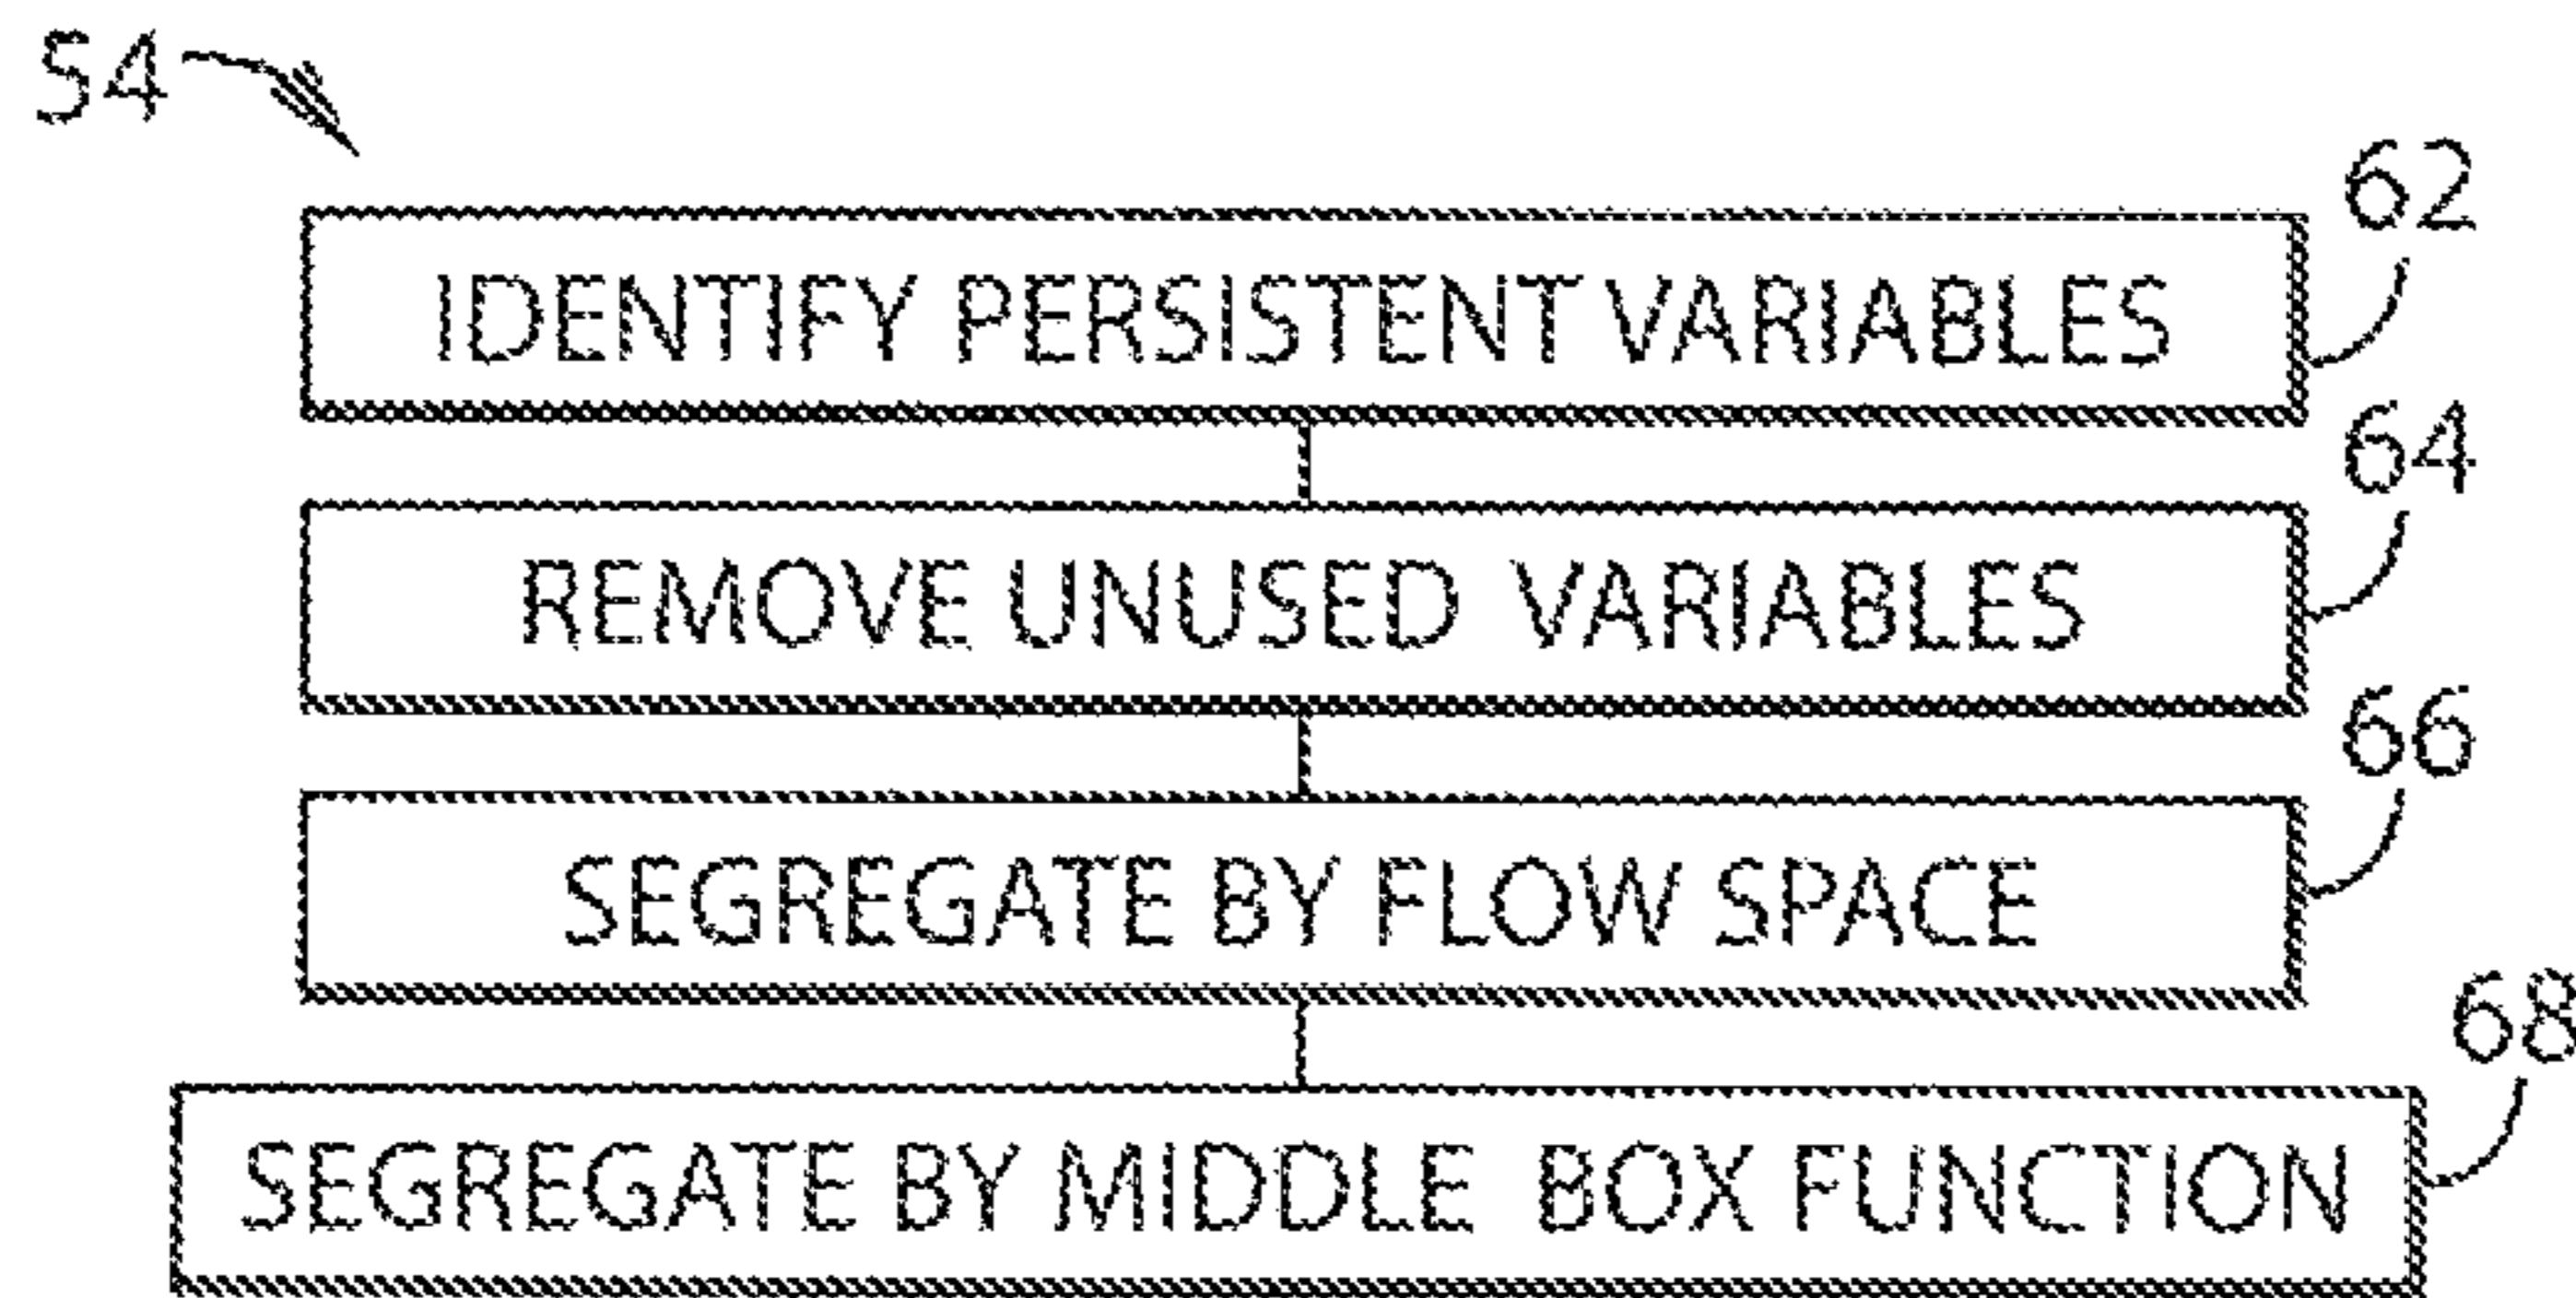 54
62
IDENTIFY PERSISTENT VARIABLES
64
REMOVE UNUSED VARIABLES
66
SEGREGATE BY FLOW SPACE
68
SEGREGATE BY MIDDLE BOX FUNCTION